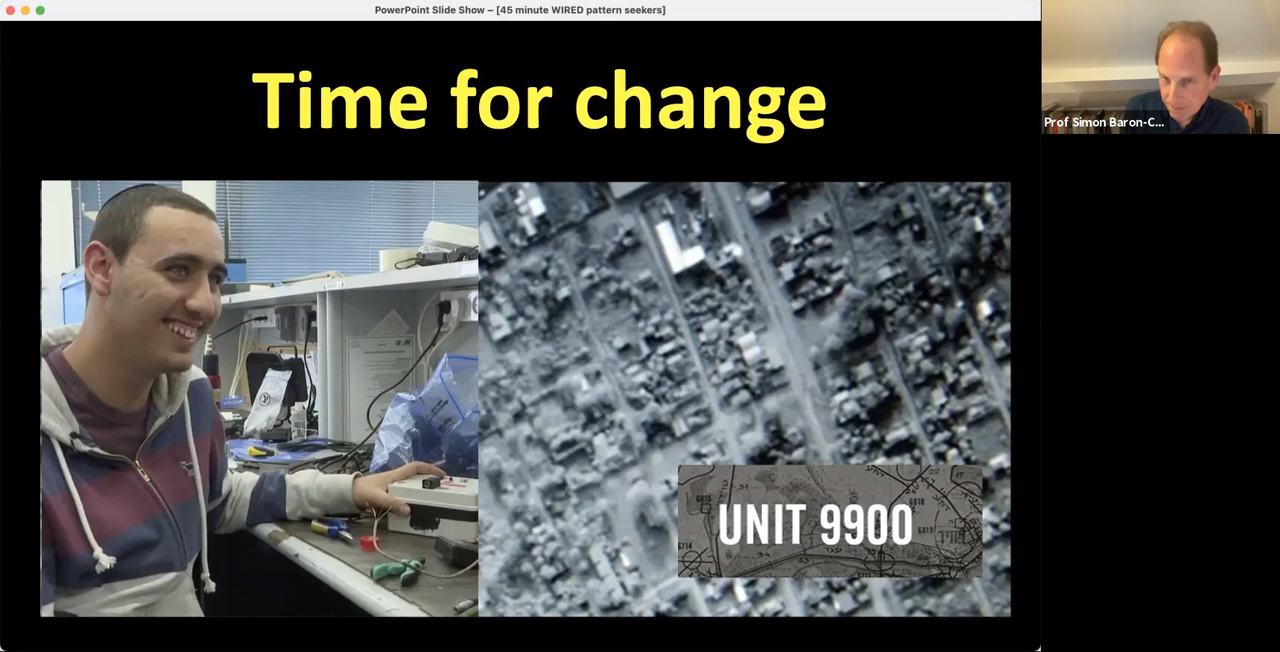 PowerPoint Slide Show – [45 minute WIRED pattern seekers]
Time for change
Prof Simon Baron-C...
UNIT 9900